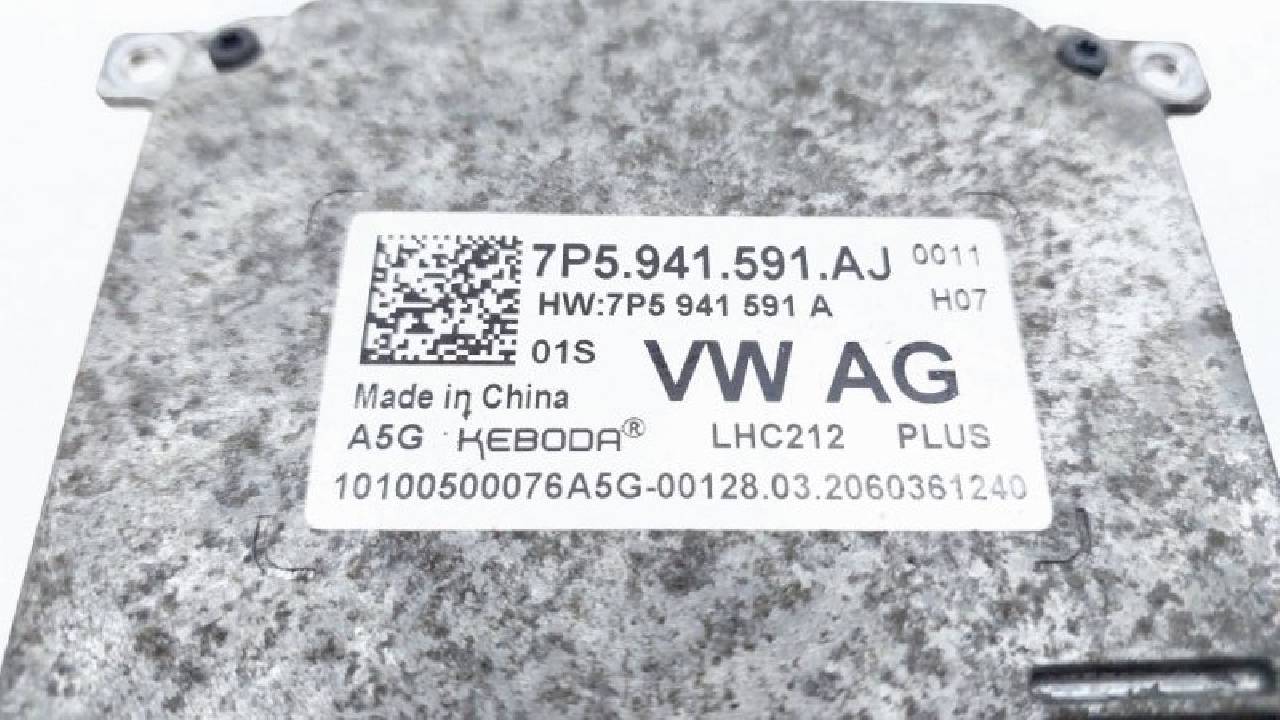 7P5.941.591.AJ 0011
HW:7P5 941 591 A H07
01S VW AG
Made in China
A5G KEBODA® LHC212 PLUS
10100500076A5G-00128.03.2060361240